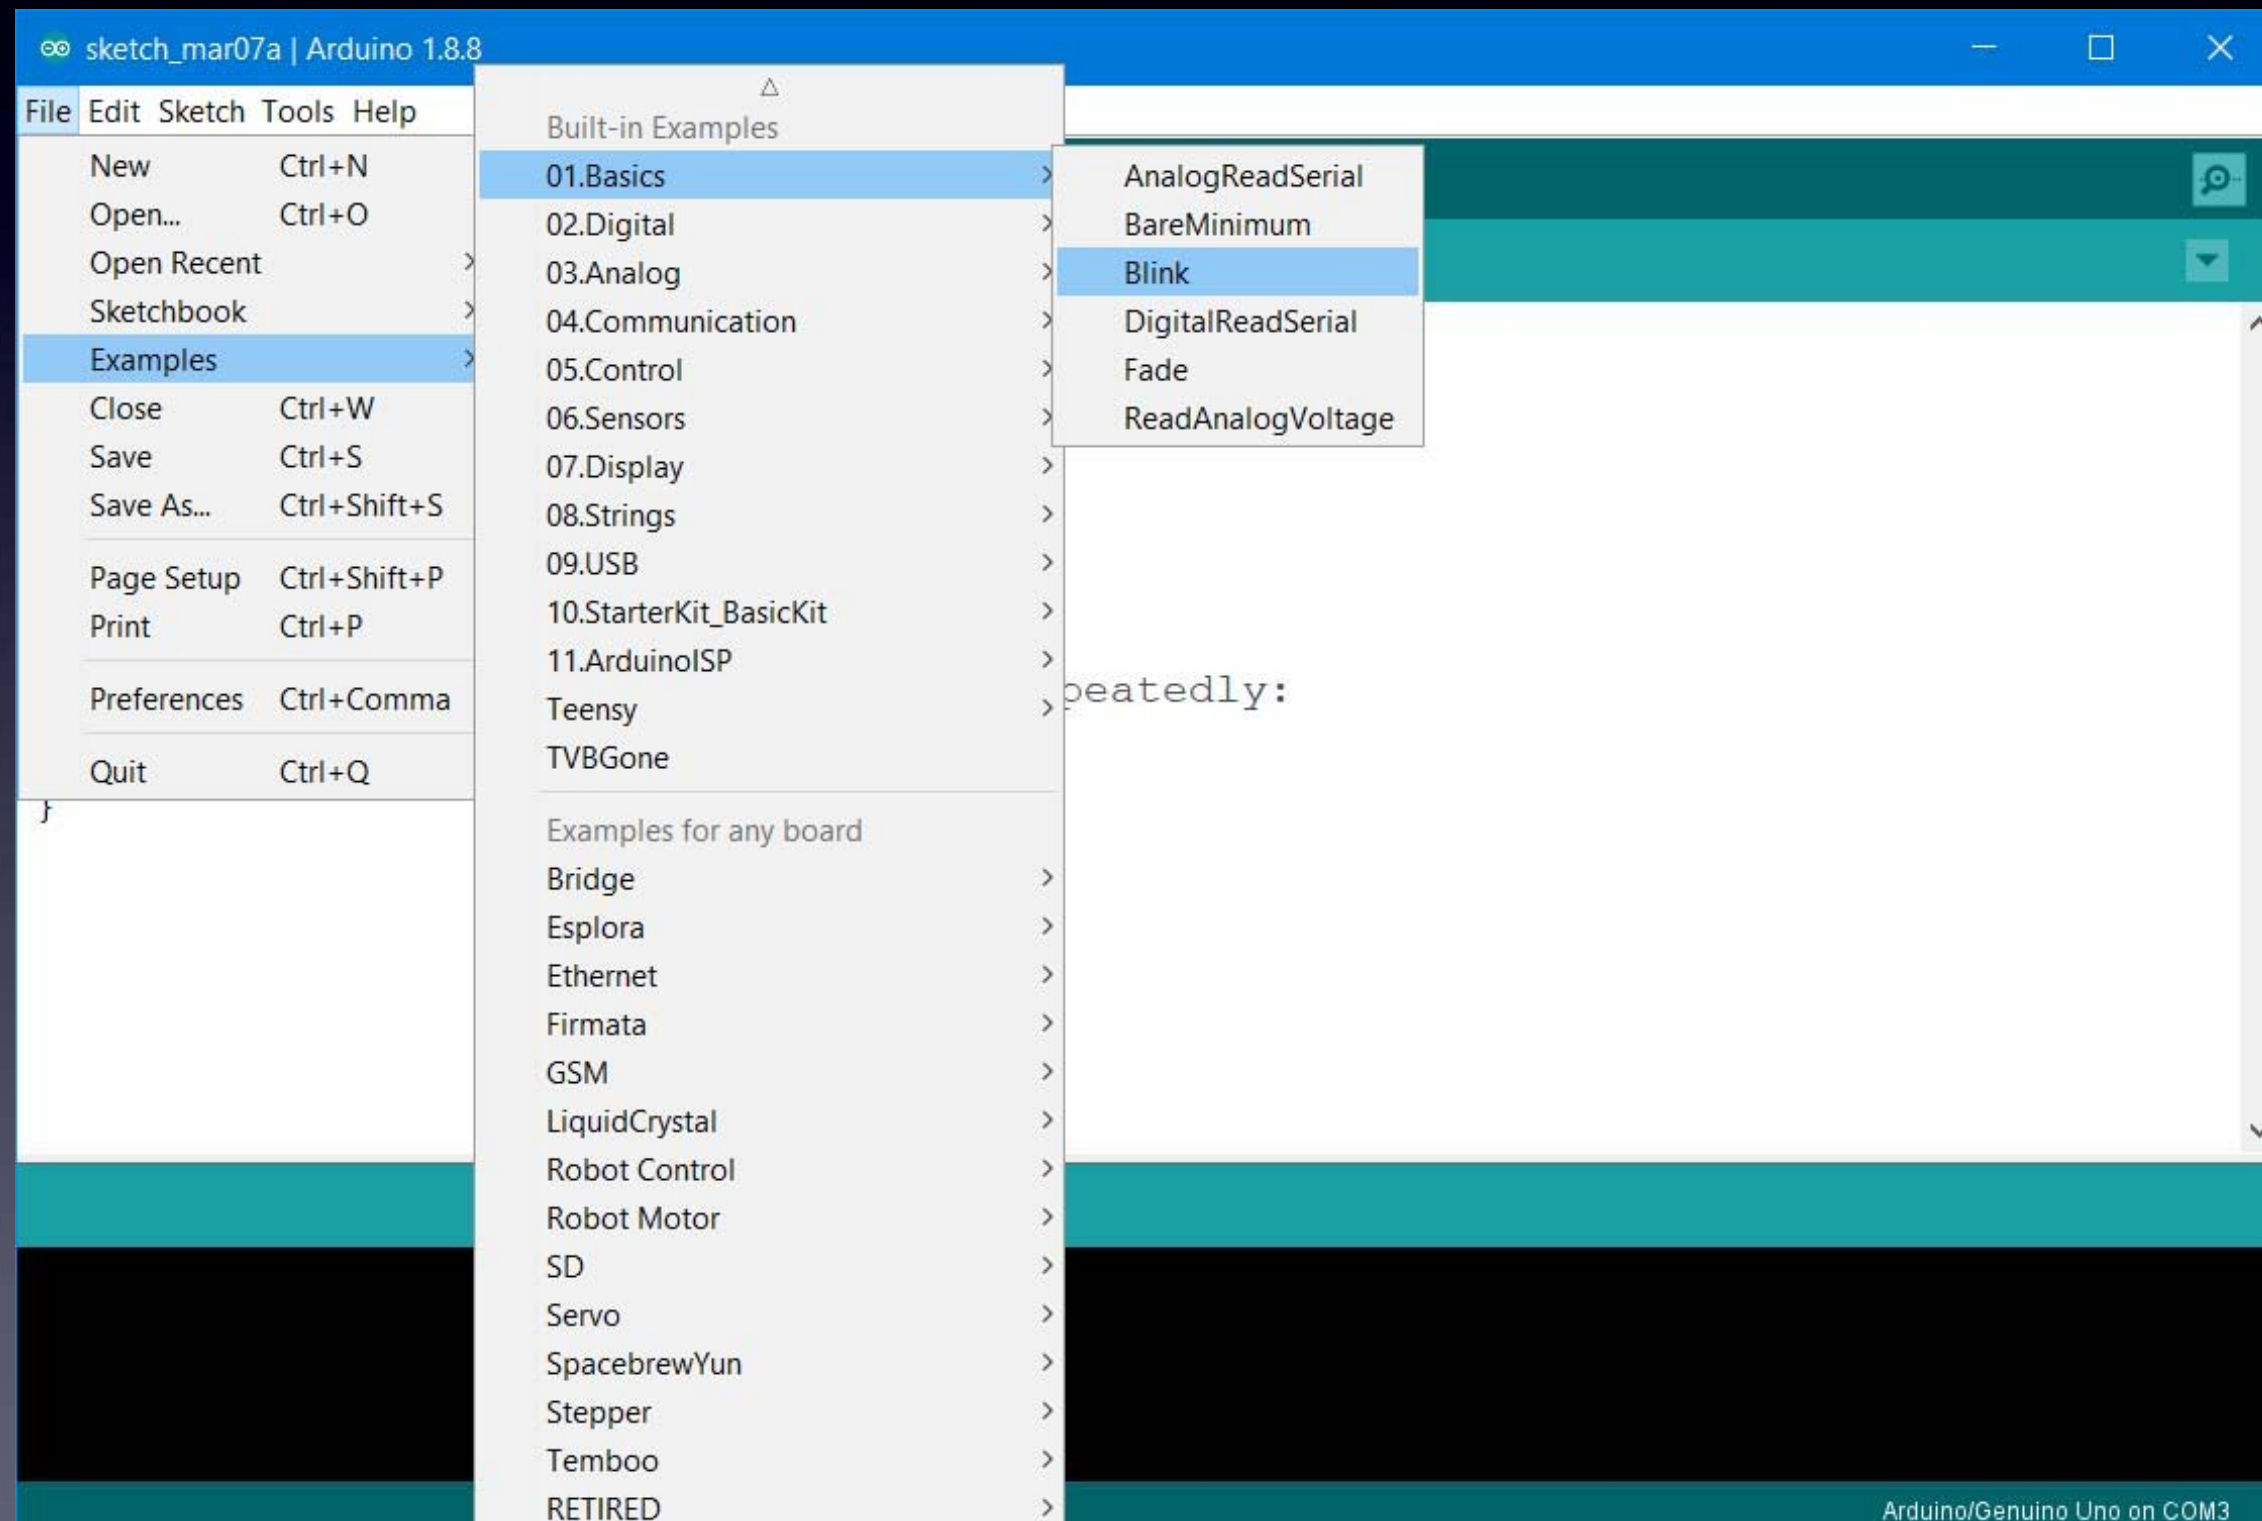 sketch_mar07a | Arduino 1.8.8
File Edit Sketch Tools Help
New Ctrl+N
Open... Ctrl+O
Open Recent
Sketchbook
Examples
Close Ctrl+W
Save Ctrl+S
Save As... Ctrl+Shift+S
Page Setup Ctrl+Shift+P
Print Ctrl+P
Preferences Ctrl+Comma
Quit Ctrl+Q
}
Built-in Examples
01.Basics
02.Digital
03.Analog
04.Communication
05.Control
06.Sensors
07.Display
08.Strings
09.USB
10.StarterKit_BasicKit
11.ArduinoISP
Teensy
TVBGone
Examples for any board
Bridge
Esplora
Ethernet
Firmata
GSM
LiquidCrystal
Robot Control
Robot Motor
SD
Servo
SpacebrewYun
Stepper
Temboo
RETIRED
AnalogReadSerial
BareMinimum
Blink
DigitalReadSerial
Fade
ReadAnalogVoltage
peatedly:
Arduino/Genuino Uno on COM3